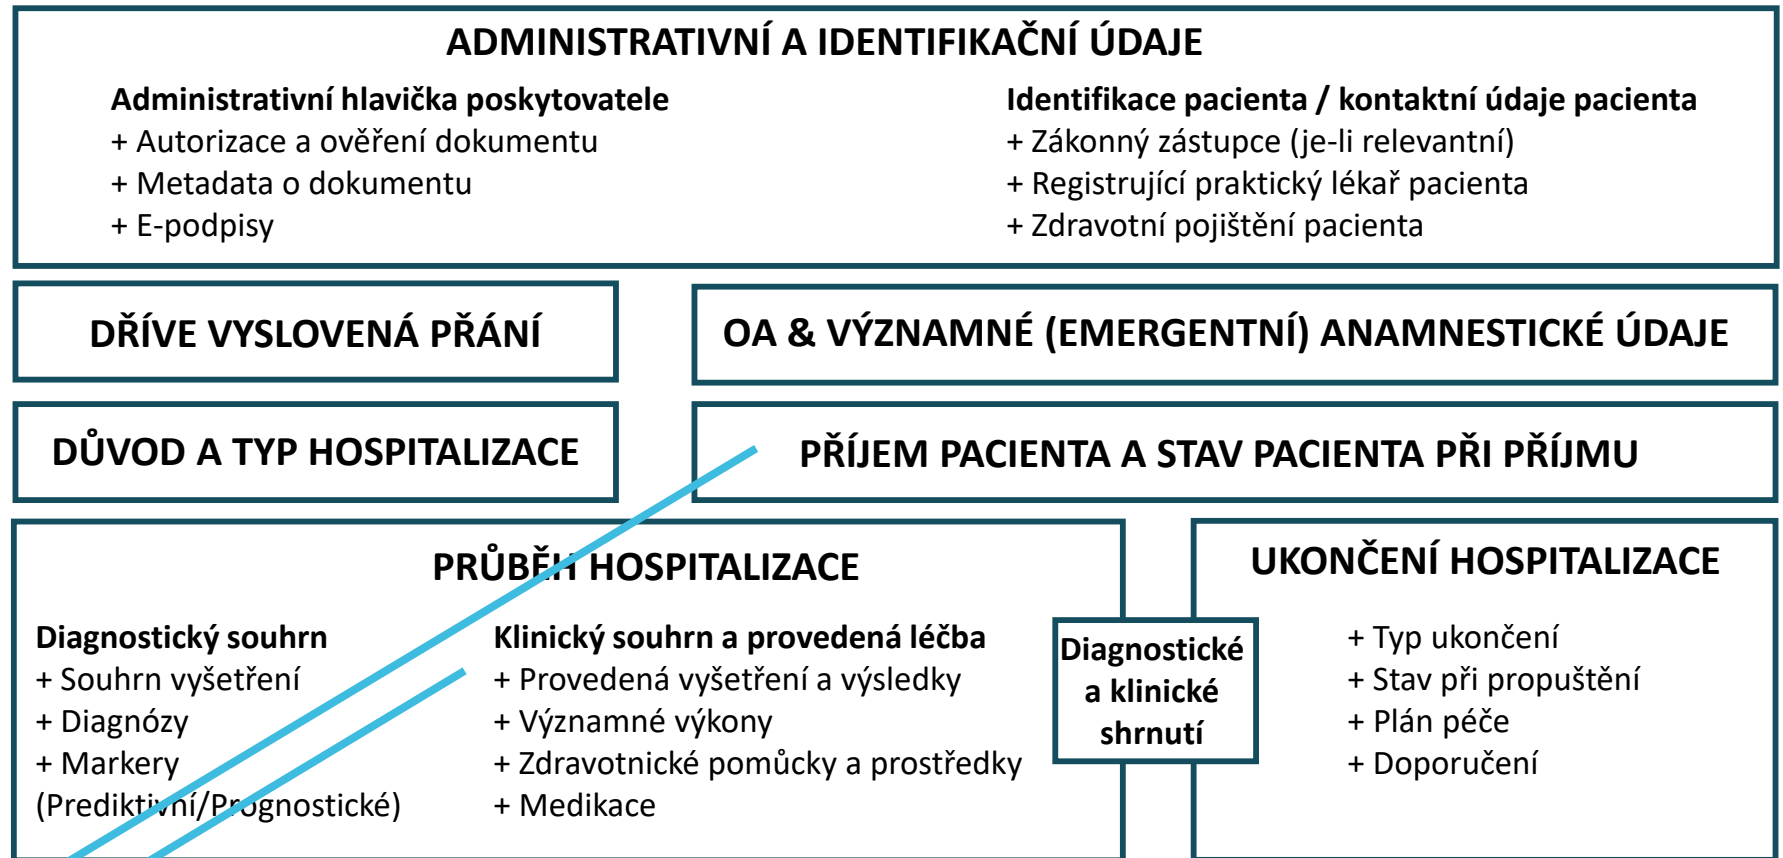 ADMINISTRATIVNÍ A IDENTIFIKAČNÍ ÚDAJE
Administrativní hlavička poskytovatele
+ Autorizace a ověření dokumentu
+ Metadata o dokumentu
+ E-podpisy
Identifikace pacienta / kontaktní údaje pacienta
+ Zákonný zástupce (je-li relevantní)
+ Registrující praktický lékař pacienta
+ Zdravotní pojištění pacienta
DŘÍVE VYSLOVENÁ PŘÁNÍ
OA & VÝZNAMNÉ (EMERGENTNÍ) ANAMNESTICKÉ ÚDAJE
DŮVOD A TYP HOSPITALIZACE
PŘÍJEM PACIENTA A STAV PACIENTA PŘI PŘÍJMU
PRŮBĚH HOSPITALIZACE
Diagnostický souhrn
+ Souhrn vyšetření
+ Diagnózy
+ Markery
(Prediktivní/Prognostické)
Klinický souhrn a provedená léčba
+ Provedená vyšetření a výsledky
+ Významné výkony
+ Zdravotnické pomůcky a prostředky
+ Medikace
Diagnostické
a klinické
shrnutí
UKONČENÍ HOSPITALIZACE
+ Typ ukončení
+ Stav při propuštění
+ Plán péče
+ Doporučení